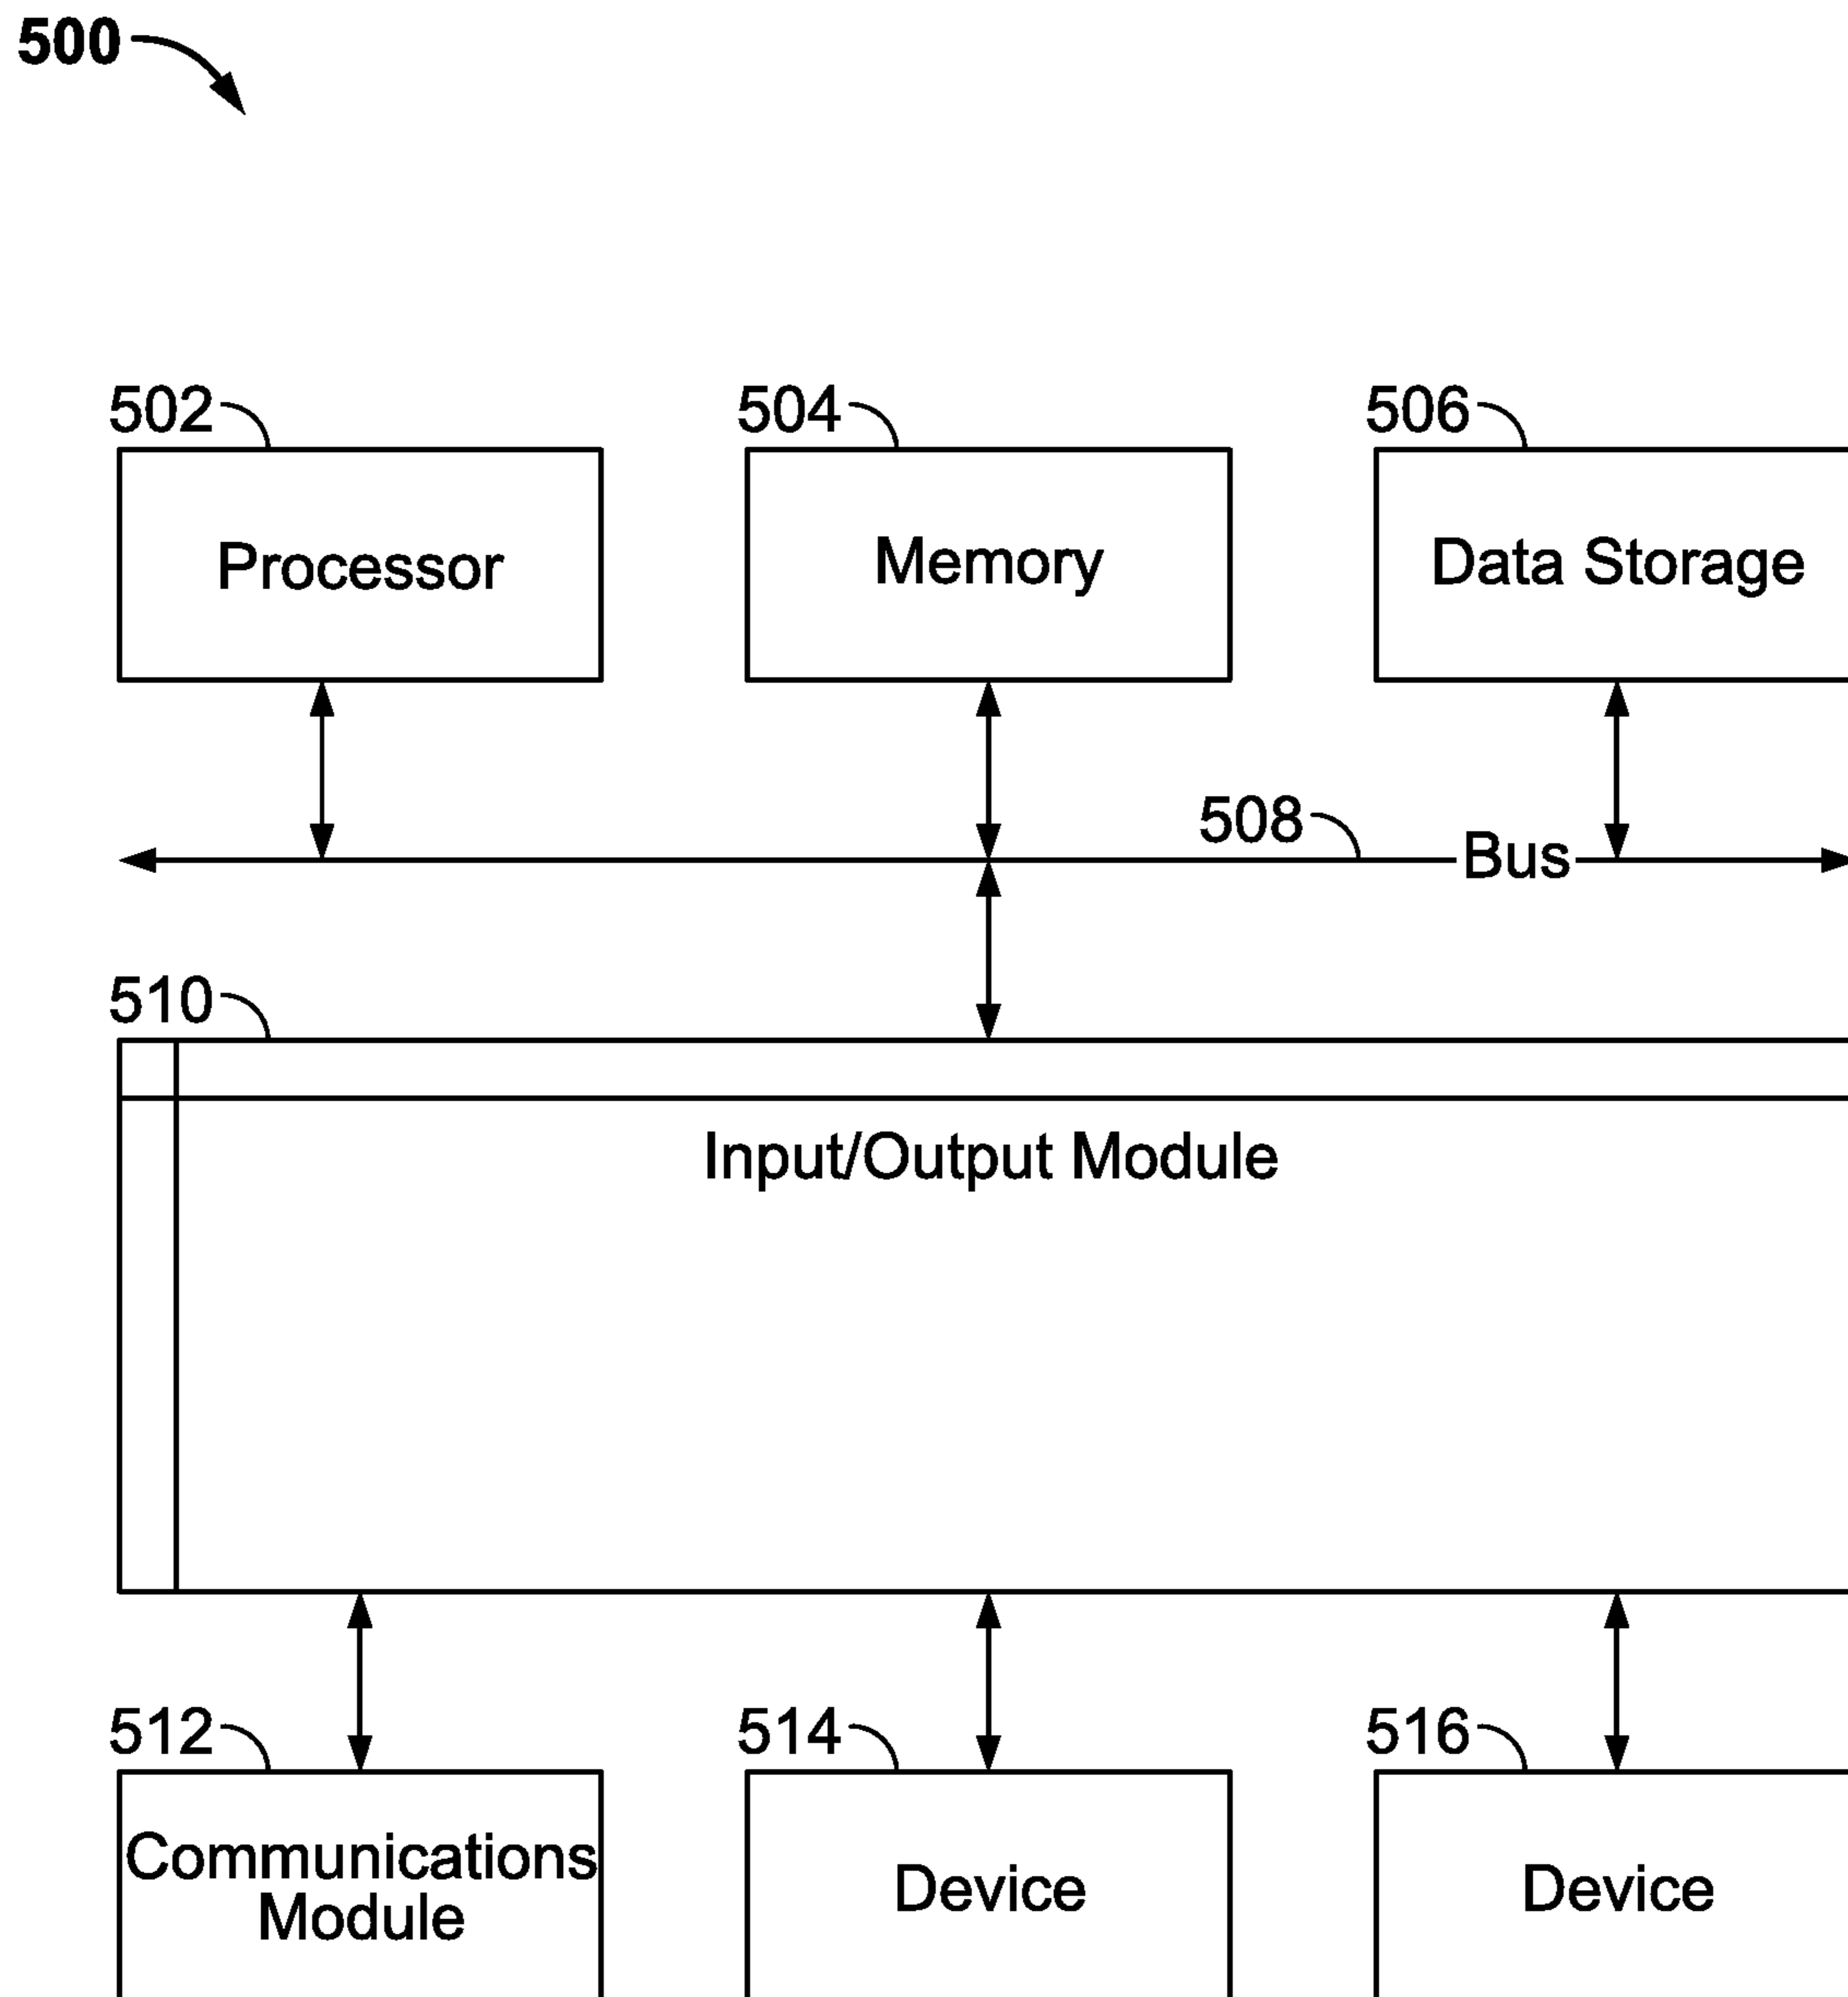 500
502
504
506
Processor
Memory
Data Storage
508
Bus
510
Input/Output Module
512
514
516
Communications
Module
Device
Device